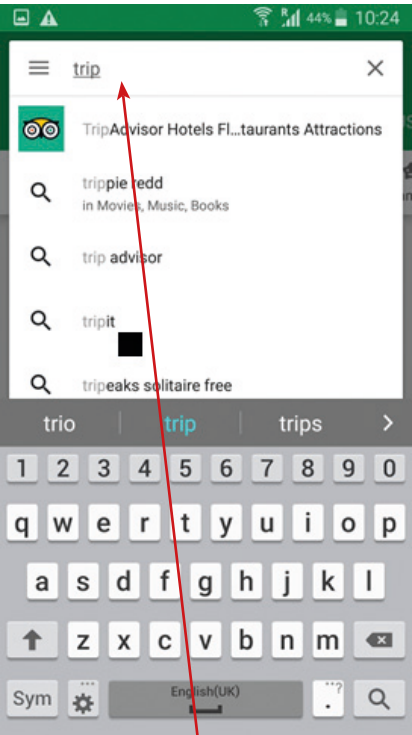 44% 10:24
trip
TripAdvisor Hotels Fl...taurants Attractions
trippie redd
in Movies, Music, Books
trip advisor
tripit
tripeaks solitaire free
trio trip trips >
1 2 3 4 5 6 7 8 9 0
q w e r t y u i o p
a s d f g h j k l
z x c v b n m
Sym English(UK) . ?